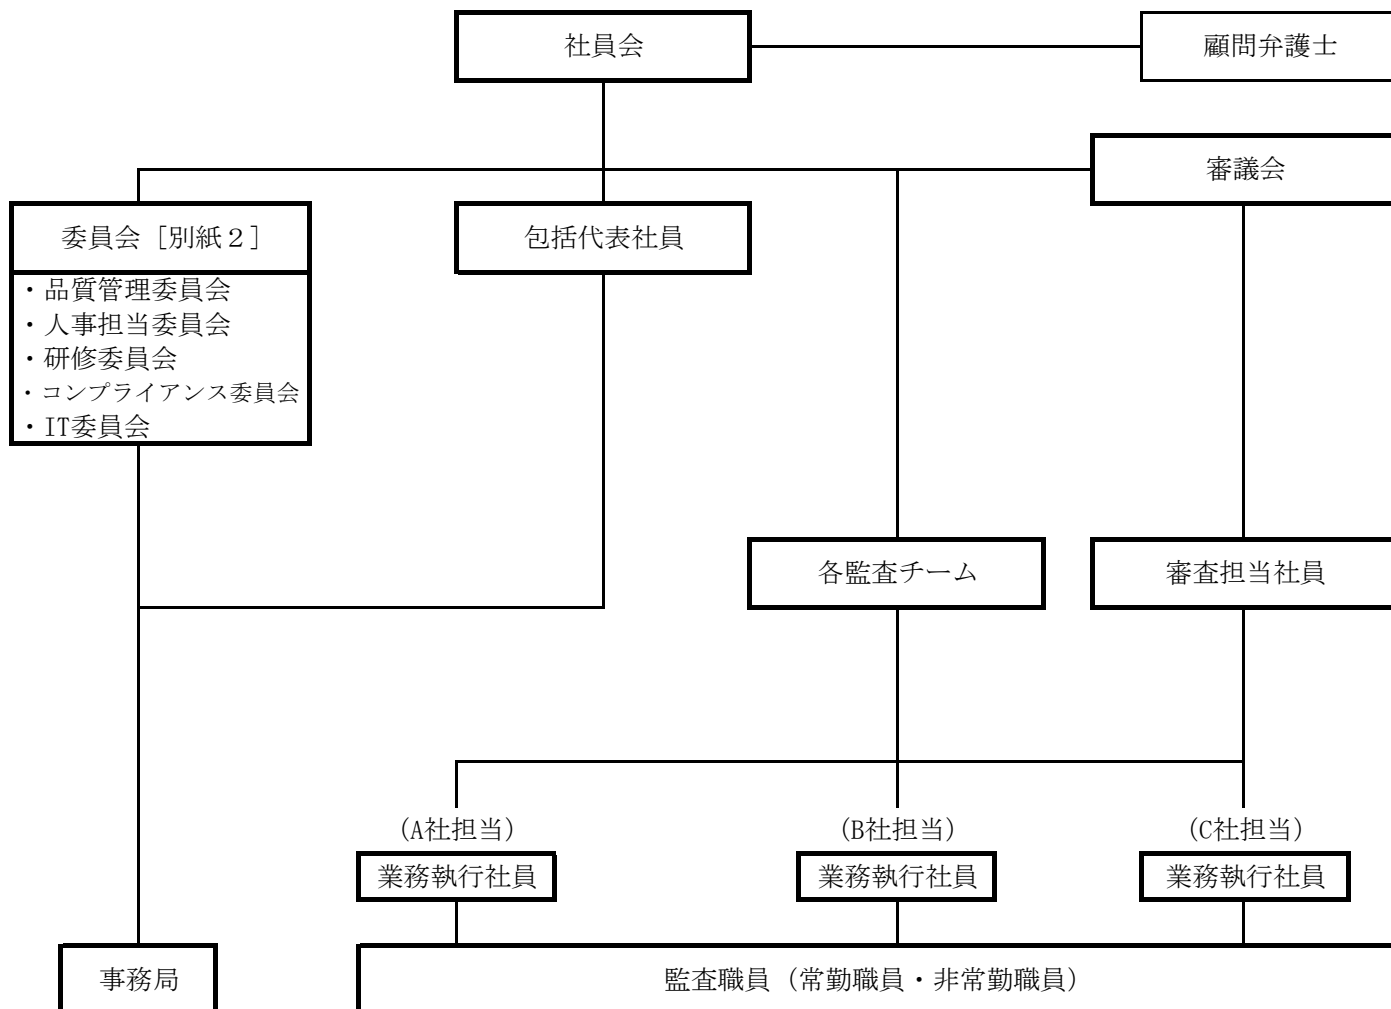 社員会
顧問弁護士
審議会
委員会［別紙２］
包括代表社員
・品質管理委員会
・人事担当委員会
・研修委員会
・コンプライアンス委員会
・IT委員会
各監査チーム
審査担当社員
（A社担当）
（B社担当）
（C社担当）
業務執行社員
業務執行社員
業務執行社員
事務局
監査職員（常勤職員・非常勤職員）